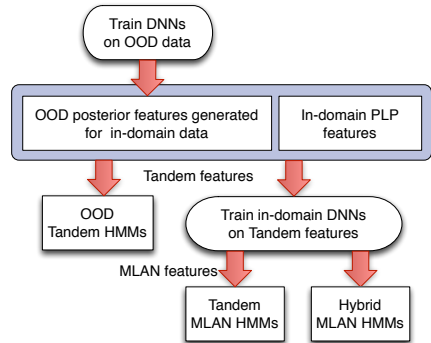 Train DNNs
on OOD data
OOD posterior features generated
for in-domain data
In-domain PLP
features
Tandem features
OOD
Tandem HMMs
Train in-domain DNNs
on Tandem features
MLAN features
Tandem
MLAN HMMs
Hybrid
MLAN HMMs